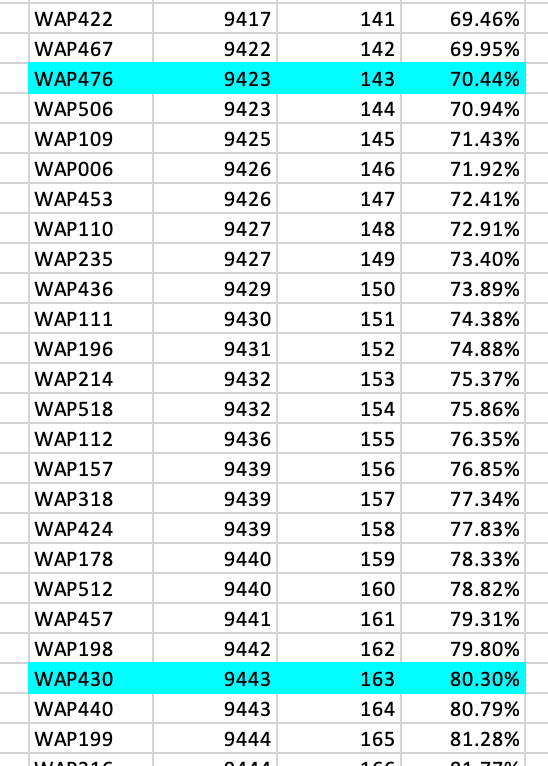 WAP422 9417 141 69.46%
WAP467 9422 142 69.95%
WAP476 9423 143 70.44%
WAP506 9423 144 70.94%
WAP109 9425 145 71.43%
WAP006 9426 146 71.92%
WAP453 9426 147 72.41%
WAP110 9427 148 72.91%
WAP235 9427 149 73.40%
WAP436 9429 150 73.89%
WAP111 9430 151 74.38%
WAP196 9431 152 74.88%
WAP214 9432 153 75.37%
WAP518 9432 154 75.86%
WAP112 9436 155 76.35%
WAP157 9439 156 76.85%
WAP318 9439 157 77.34%
WAP424 9439 158 77.83%
WAP178 9440 159 78.33%
WAP512 9440 160 78.82%
WAP457 9441 161 79.31%
WAP198 9442 162 79.80%
WAP430 9443 163 80.30%
WAP440 9443 164 80.79%
WAP199 9444 165 81.28%